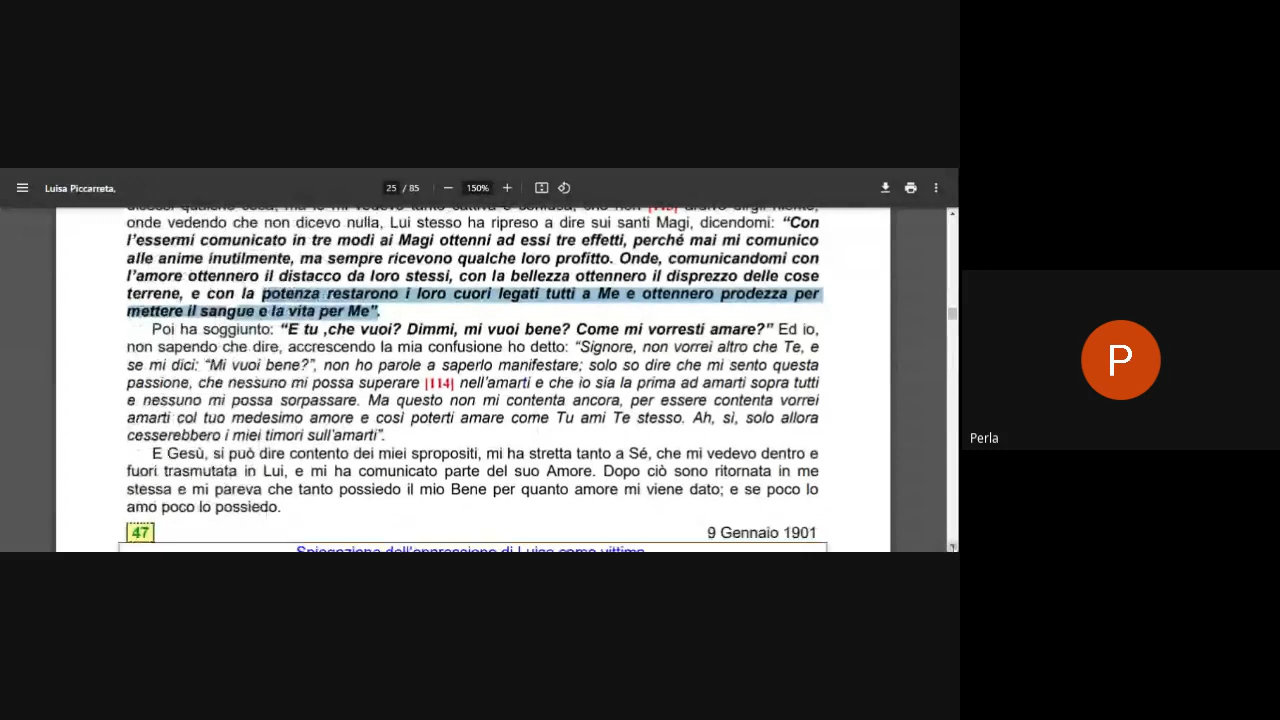 Luisa Piccarreta,
25 / 85
150%
onde vedendo che non dicevo nulla, Lui stesso ha ripreso a dire sui santi Magi, dicendomi: “Con
l’essermi comunicato in tre modi ai Magi ottenni ad essi tre effetti, perché mai mi comunico
alle anime inutilmente, ma sempre ricevono qualche loro profitto. Onde, comunicandomi con
l’amore ottennero il distacco da loro stessi, con la bellezza ottennero il disprezzo delle cose
terrene, e con la potenza restarono i loro cuori legati tutti a Me e ottennero prodezza per
mettere il sangue e la vita per Me”.
Poi ha soggiunto: “E tu ,che vuoi? Dimmi, mi vuoi bene? Come mi vorresti amare?” Ed io,
non sapendo che dire, accrescendo la mia confusione ho detto: “Signore, non vorrei altro che Te, e
se mi dici: “Mi vuoi bene?”, non ho parole a saperlo manifestare; solo so dire che mi sento questa
passione, che nessuno mi possa superare [114] nell’amarti e che io sia la prima ad amarti sopra tutti
e nessuno mi possa sorpassare. Ma questo non mi contenta ancora, per essere contenta vorrei
amarti col tuo medesimo amore e così poterti amare come Tu ami Te stesso. Ah, sì, solo allora
cesserebbero i miei timori sull’amarti”.
E Gesù, si può dire contento dei miei spropositi, mi ha stretta tanto a Sé, che mi vedevo dentro e
fuori trasmutata in Lui, e mi ha comunicato parte del suo Amore. Dopo ciò sono ritornata in me
stessa e mi pareva che tanto possiedo il mio Bene per quanto amore mi viene dato; e se poco lo
amo poco lo possiedo.
47
9 Gennaio 1901
Spiegazione dell'oppressione di Luisa come vittima
P
Perla